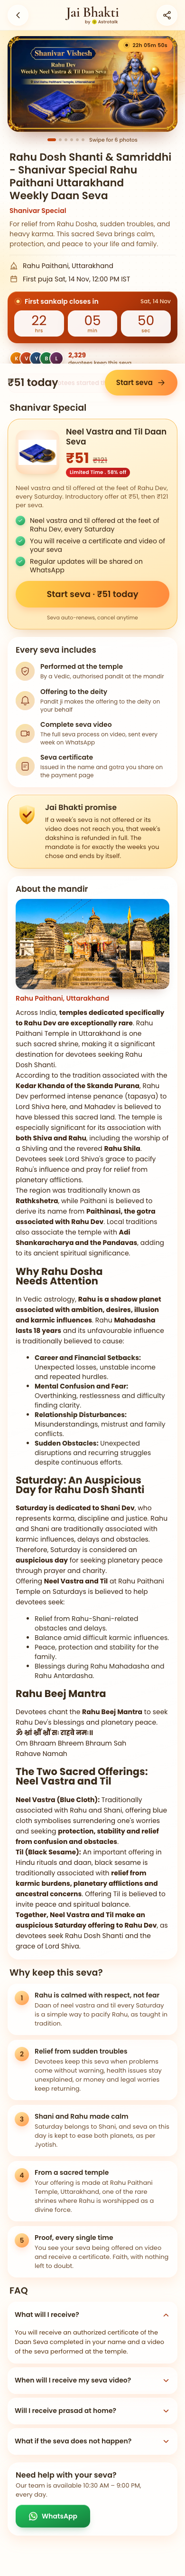 Jai Bhakti
by Astrotalk
22h 05m 50s
Shanivar Vishesh
Rahu Dev
Weekly Neel Vastra & Til Daan Seva
Swipe for 6 photos
Rahu Dosh Shanti & Samriddhi
- Shanivar Special Rahu
Paithani Uttarakhand
Weekly Daan Seva
Shanivar Special
For relief from Rahu Dosha, sudden troubles, and
heavy karma. This sacred Seva brings calm,
protection, and peace to your life and family.
Rahu Paithani, Uttarakhand
First puja Sat, 14 Nov, 12:00 PM IST
First sankalp closes in
Sat, 14 Nov
22
05
50
hrs
min
sec
K V Y R L
2,329
devotees keep this seva
₹51 today
Start seva →
Shanivar Special
Neel Vastra and Til Daan
Seva
₹51 ₹121
Limited Time . 58% off
Neel vastra and til offered at the feet of Rahu Dev,
every Saturday. Introductory offer at ₹51, then ₹121
per seva.
Neel vastra and til offered at the feet of
Rahu Dev, every Saturday
You will receive a certificate and video of
your seva
Regular updates will be shared on
WhatsApp
Start seva · ₹51 today
Seva auto-renews, cancel anytime
Every seva includes
Performed at the temple
By a Vedic, authorised pandit at the mandir
Offering to the deity
Pandit ji makes the offering to the deity on
your behalf
Complete seva video
The full seva process on video, sent every
week on WhatsApp
Seva certificate
Issued in the name and gotra you share on
the payment page
Jai Bhakti promise
If a week's seva is not offered or its
video does not reach you, that week's
dakshina is refunded in full. The
mandate is for exactly the weeks you
chose and ends by itself.
About the mandir
Rahu Paithani, Uttarakhand
Across India, temples dedicated specifically
to Rahu Dev are exceptionally rare. Rahu
Paithani Temple in Uttarakhand is one
such sacred shrine, making it a significant
destination for devotees seeking Rahu
Dosh Shanti.
According to the tradition associated with the
Kedar Khanda of the Skanda Purana, Rahu
Dev performed intense penance (tapasya) to
Lord Shiva here, and Mahadev is believed to
have blessed this sacred land. The temple is
especially significant for its association with
both Shiva and Rahu, including the worship of
a Shivling and the revered Rahu Shila.
Devotees seek Lord Shiva's grace to pacify
Rahu's influence and pray for relief from
planetary afflictions.
The region was traditionally known as
Rathkshetra, while Paithani is believed to
derive its name from Paithinasi, the gotra
associated with Rahu Dev. Local traditions
also associate the temple with Adi
Shankaracharya and the Pandavas, adding
to its ancient spiritual significance.
Why Rahu Dosha
Needs Attention
In Vedic astrology, Rahu is a shadow planet
associated with ambition, desires, illusion
and karmic influences. Rahu Mahadasha
lasts 18 years and its unfavourable influence
is traditionally believed to cause:
• Career and Financial Setbacks:
Unexpected losses, unstable income
and repeated hurdles.
• Mental Confusion and Fear:
Overthinking, restlessness and difficulty
finding clarity.
• Relationship Disturbances:
Misunderstandings, mistrust and family
conflicts.
• Sudden Obstacles: Unexpected
disruptions and recurring struggles
despite continuous efforts.
Saturday: An Auspicious
Day for Rahu Dosh Shanti
Saturday is dedicated to Shani Dev, who
represents karma, discipline and justice. Rahu
and Shani are traditionally associated with
karmic influences, delays and obstacles.
Therefore, Saturday is considered an
auspicious day for seeking planetary peace
through prayer and charity.
Offering Neel Vastra and Til at Rahu Paithani
Temple on Saturdays is believed to help
devotees seek:
• Relief from Rahu-Shani-related
obstacles and delays.
• Balance amid difficult karmic influences.
• Peace, protection and stability for the
family.
• Blessings during Rahu Mahadasha and
Rahu Antardasha.
Rahu Beej Mantra
Devotees chant the Rahu Beej Mantra to seek
Rahu Dev's blessings and planetary peace.
ॐ भ्रां भ्रीं भ्रौं सः राहवे नमः॥
Om Bhraam Bhreem Bhraum Sah
Rahave Namah
The Two Sacred Offerings:
Neel Vastra and Til
Neel Vastra (Blue Cloth): Traditionally
associated with Rahu and Shani, offering blue
cloth symbolises surrendering one's worries
and seeking protection, stability and relief
from confusion and obstacles.
Til (Black Sesame): An important offering in
Hindu rituals and daan, black sesame is
traditionally associated with relief from
karmic burdens, planetary afflictions and
ancestral concerns. Offering Til is believed to
invite peace and spiritual balance.
Together, Neel Vastra and Til make an
auspicious Saturday offering to Rahu Dev, as
devotees seek Rahu Dosh Shanti and the
grace of Lord Shiva.
Why keep this seva?
1
Rahu is calmed with respect, not fear
Daan of neel vastra and til every Saturday
is a simple way to pacify Rahu, as taught in
tradition.
2
Relief from sudden troubles
Devotees keep this seva when problems
come without warning, health issues stay
unexplained, or money and legal worries
keep returning.
3
Shani and Rahu made calm
Saturday belongs to Shani, and seva on this
day is kept to ease both planets, as per
Jyotish.
4
From a sacred temple
Your offering is made at Rahu Paithani
Temple, Uttarakhand, one of the rare
shrines where Rahu is worshipped as a
divine force.
5
Proof, every single time
You see your seva being offered on video
and receive a certificate. Faith, with nothing
left to doubt.
FAQ
What will I receive?
You will receive an authorized certificate of the
Daan Seva completed in your name and a video
of the seva performed at the temple.
When will I receive my seva video?
Will I receive prasad at home?
What if the seva does not happen?
Need help with your seva?
Our team is available 10:30 AM – 9:00 PM,
every day.
WhatsApp